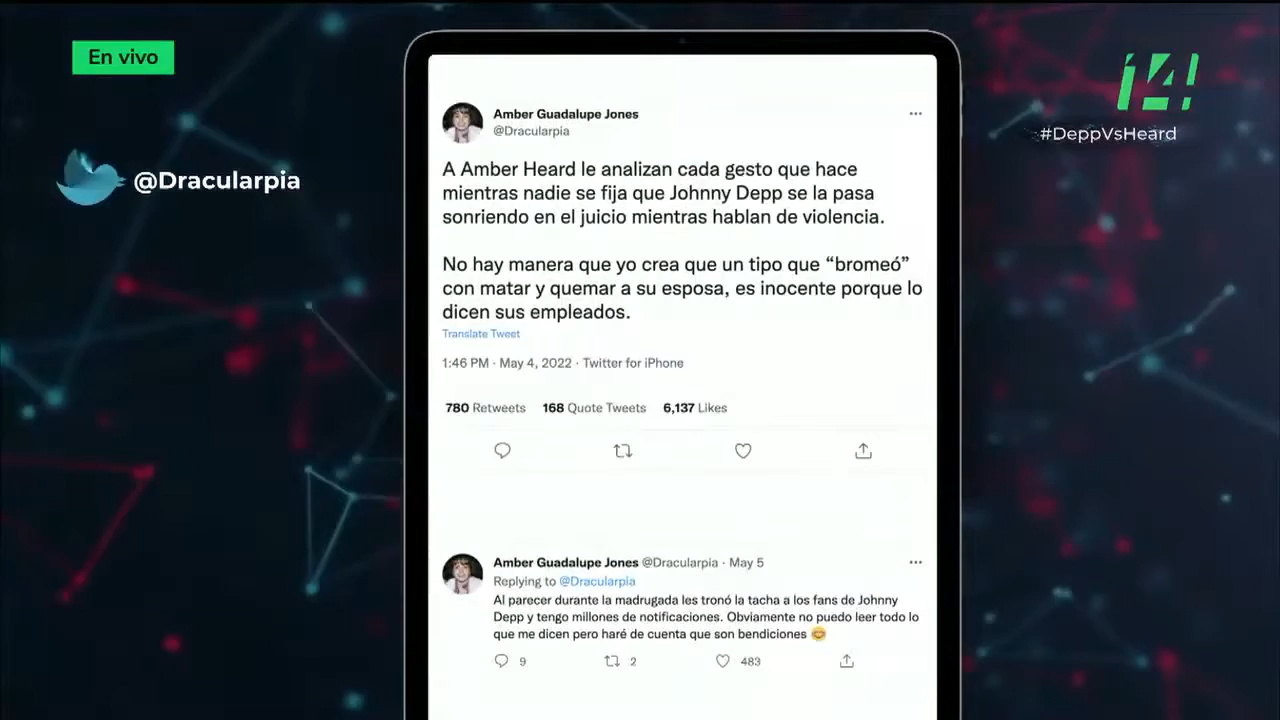 En vivo
14!
#DeppVsHeard
@Dracularpia
Amber Guadalupe Jones
@Dracularpia
A Amber Heard le analizan cada gesto que hace
mientras nadie se fija que Johnny Depp se la pasa
sonriendo en el juicio mientras hablan de violencia.
No hay manera que yo crea que un tipo que “bromeó”
con matar y quemar a su esposa, es inocente porque lo
dicen sus empleados.
Translate Tweet
1:46 PM · May 4, 2022 · Twitter for iPhone
780 Retweets 168 Quote Tweets 6,137 Likes
Amber Guadalupe Jones @Dracularpia · May 5
Replying to @Dracularpia
Al parecer durante la madrugada les tronó la tacha a los fans de Johnny
Depp y tengo millones de notificaciones. Obviamente no puedo leer todo lo
que me dicen pero haré de cuenta que son bendiciones 😊
9 2 483